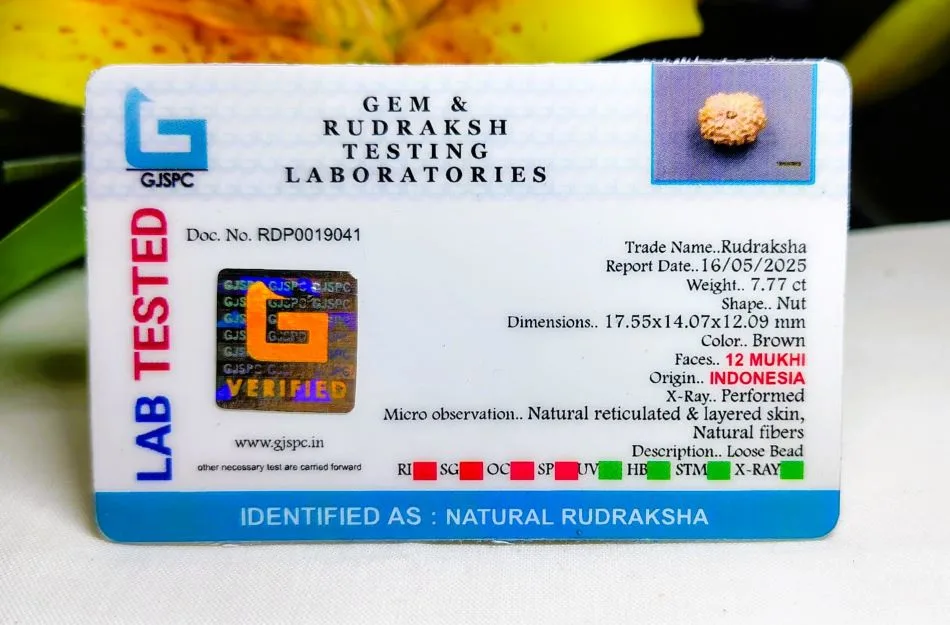 GEM &
RUDRAKSH
TESTING
LABORATORIES
GJSPC
LAB TESTED
Doc. No. RDP0019041
GJSPC GJSPC
GJSPC
VERIFIED
www.gjspc.in
other necessary test are carried forward
Trade Name..Rudraksha
Report Date..16/05/2025
Weight.. 7.77 ct
Shape.. Nut
Dimensions.. 17.55x14.07x12.09 mm
Color.. Brown
Faces.. 12 MUKHI
Origin.. INDONESIA
X-Ray.. Performed
Micro observation.. Natural reticulated & layered skin,
Natural fibers
Description.. Loose Bead
RI SG OC SP UV HB STM X-RAY
IDENTIFIED AS : NATURAL RUDRAKSHA